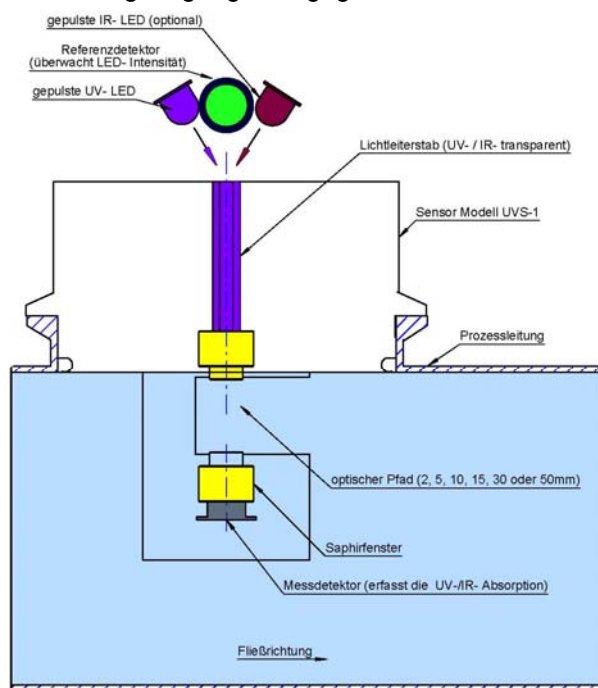 gepulste IR- LED (optional)
Referenzdetektor
(überwacht LED- Intensität)
gepulste UV- LED
Lichtleiterstab (UV- / IR- transparent)
Sensor Modell UVS-1
Prozessleitung
optischer Pfad (2, 5, 10, 15, 30 oder 50mm)
Saphirfenster
Messdetektor (erfasst die UV-/IR- Absorption)
Fließrichtung